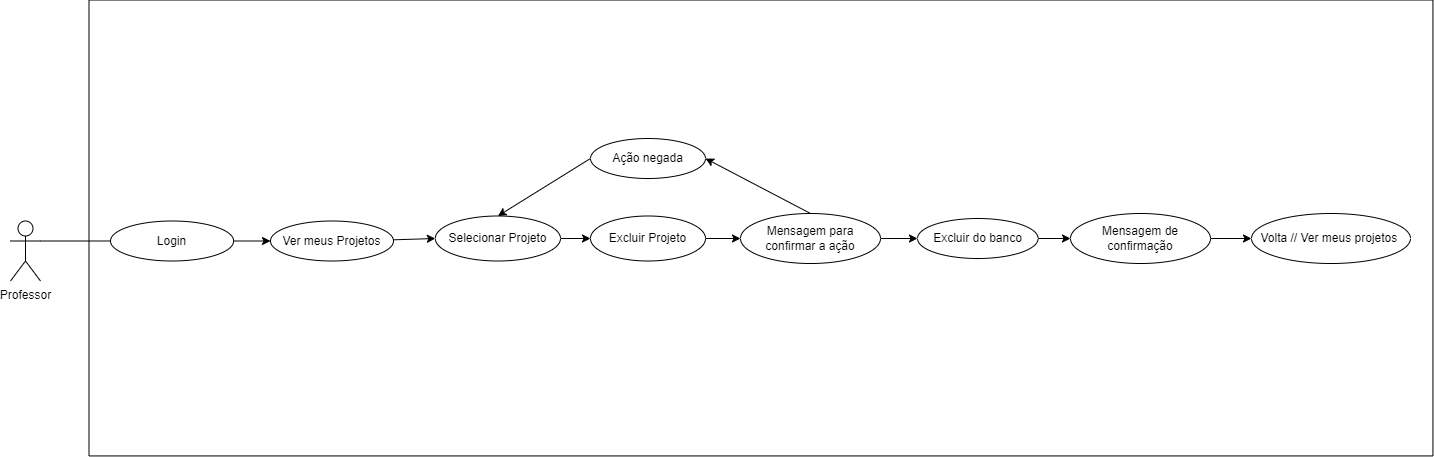 Ação negada
Login
Ver meus Projetos
Selecionar Projeto
Excluir Projeto
Mensagem para
confirmar a ação
Excluir do banco
Mensagem de
confirmação
Volta // Ver meus projetos
Professor